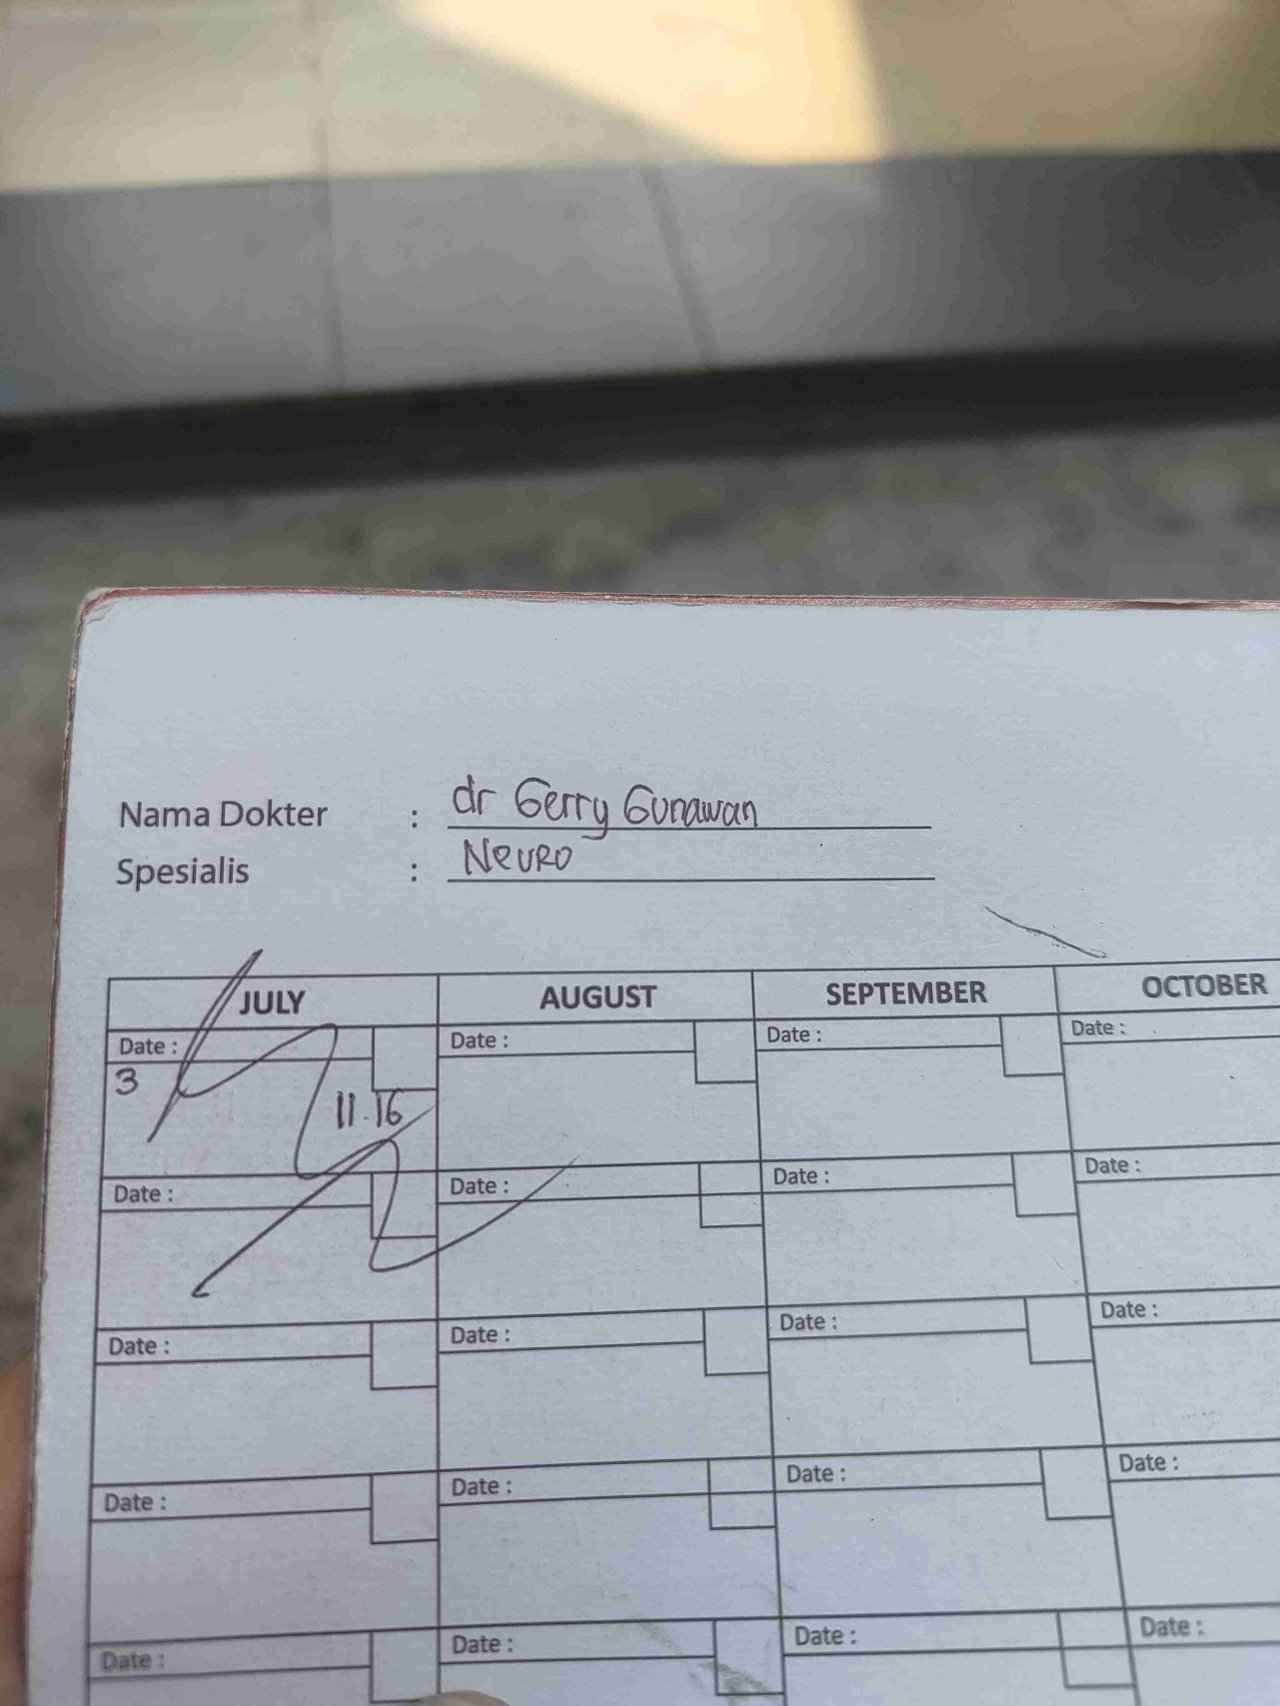 Nama Dokter : dr Gerry Gunawan
Spesialis : Neuro
JULY AUGUST SEPTEMBER OCTOBER
Date : Date : Date : Date :
3
11.16
Date : Date : Date : Date :
Date : Date : Date : Date :
Date : Date : Date : Date :
Date : Date : Date : Date :